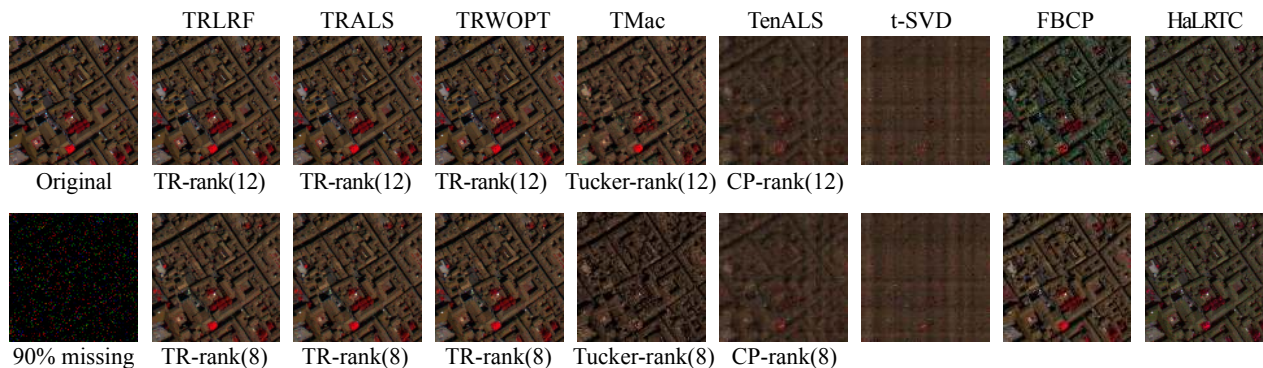 TRLRF TRALS TRWOPT TMac TenALS t-SVD FBCP HaLRTC
Original TR-rank(12) TR-rank(12) TR-rank(12) Tucker-rank(12) CP-rank(12)
90% missing TR-rank(8) TR-rank(8) TR-rank(8) Tucker-rank(8) CP-rank(8)